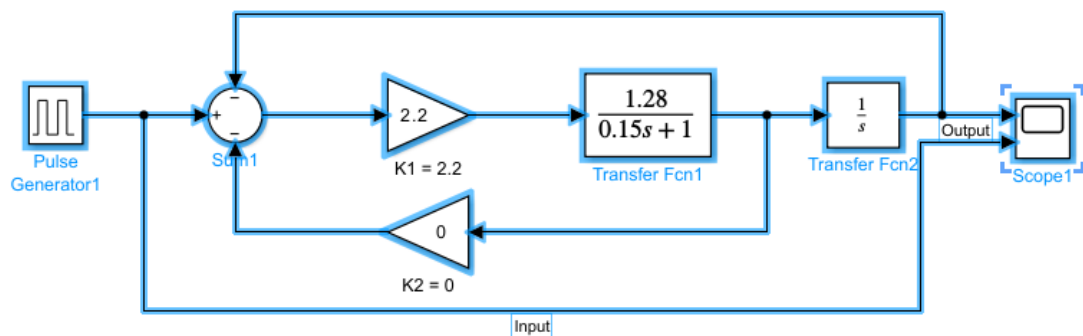 Pulse
Generator1
+
−
−
Sum1
2.2
K1 = 2.2
1.28
0.15s + 1
Transfer Fcn1
1
s
Transfer Fcn2
Output
Scope1
0
K2 = 0
Input